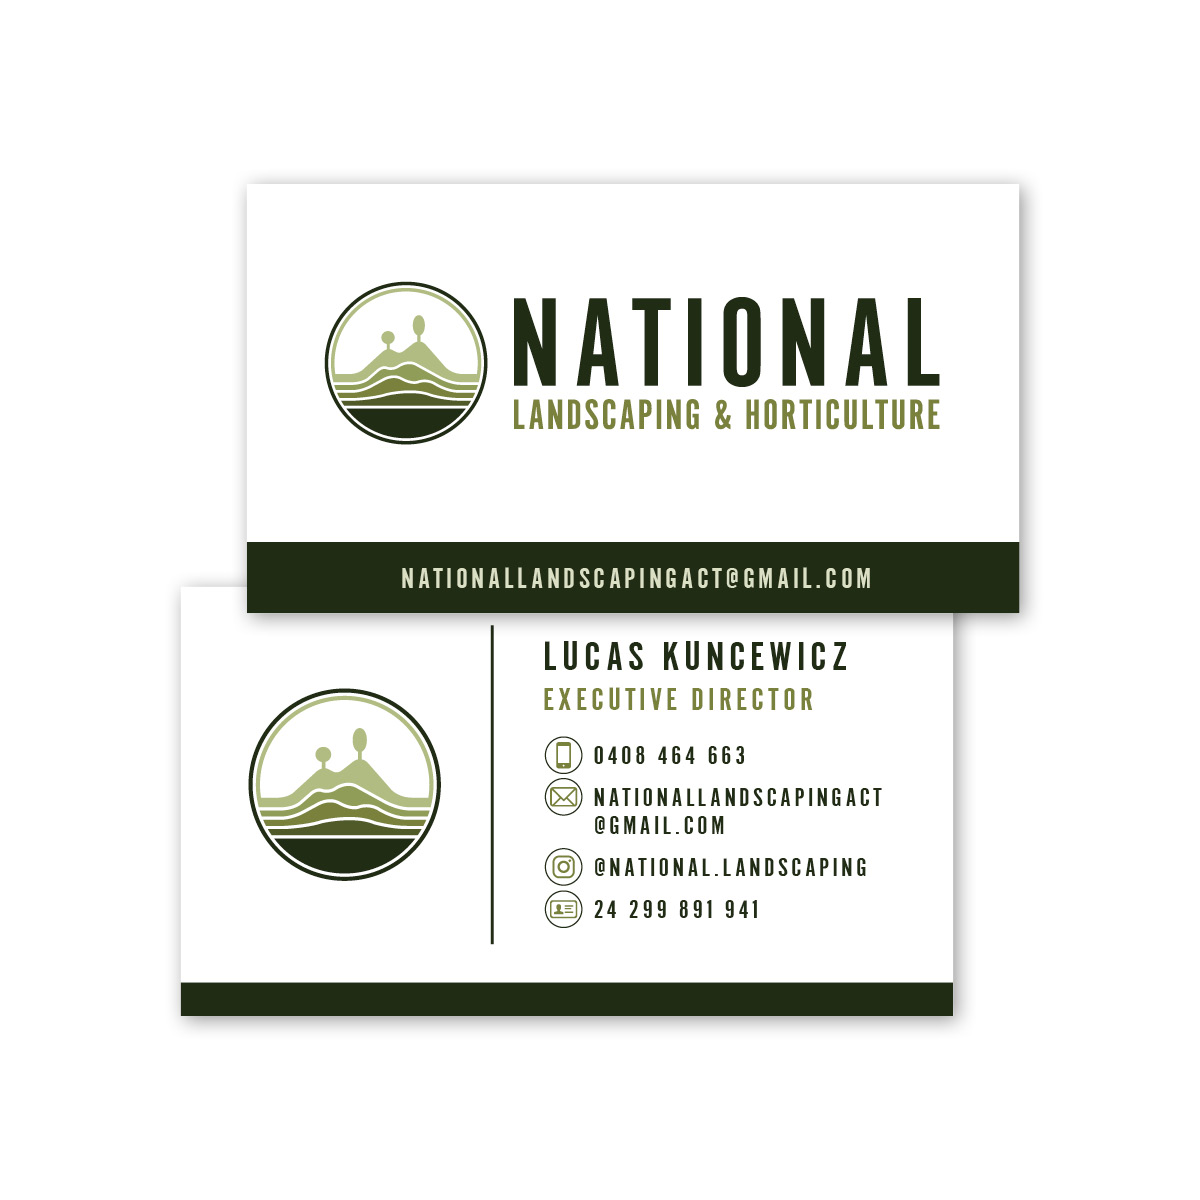 NATIONAL
LANDSCAPING & HORTICULTURE
NATIONALLANDSCAPINGACT@GMAIL.COM
LUCAS KUNCEWICZ
EXECUTIVE DIRECTOR
0408 464 663
NATIONALLANDSCAPINGACT
@GMAIL.COM
@NATIONAL.LANDSCAPING
24 299 891 941